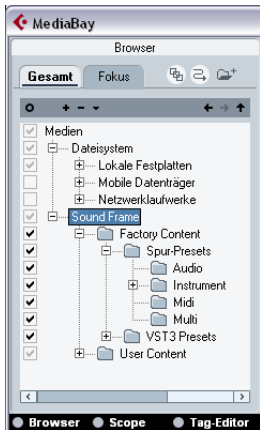 MediaBay
Browser
Gesamt Fokus
Medien
Dateisystem
Lokale Festplatten
Mobile Datenträger
Netzwerklaufwerke
Sound Frame
Factory Content
Spur-Presets
Audio
Instrument
Midi
Multi
VST3 Presets
User Content
Browser Scope Tag-Editor